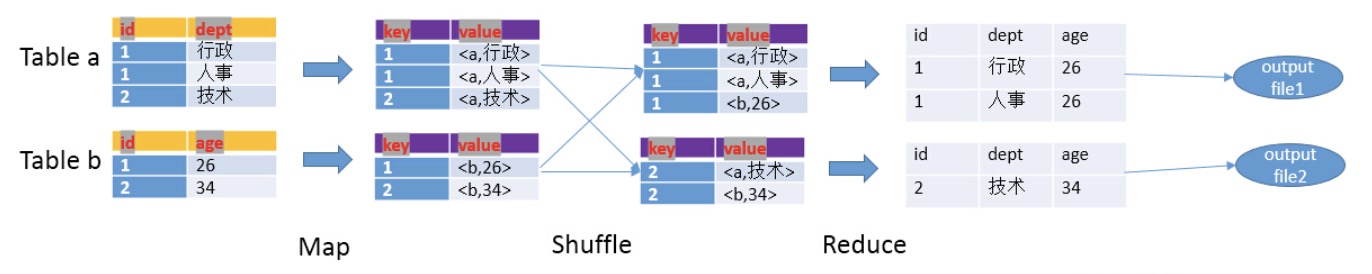 Table a
id dept
1 行政
1 人事
2 技术
Table b
id age
1 26
2 34
key value
1 <a,行政>
1 <a,人事>
2 <a,技术>
key value
1 <b,26>
2 <b,34>
key value
1 <a,行政>
1 <a,人事>
1 <b,26>
key value
2 <a,技术>
2 <b,34>
id dept age
1 行政 26
1 人事 26
id dept age
2 技术 34
output
file1
output
file2
Map
Shuffle
Reduce